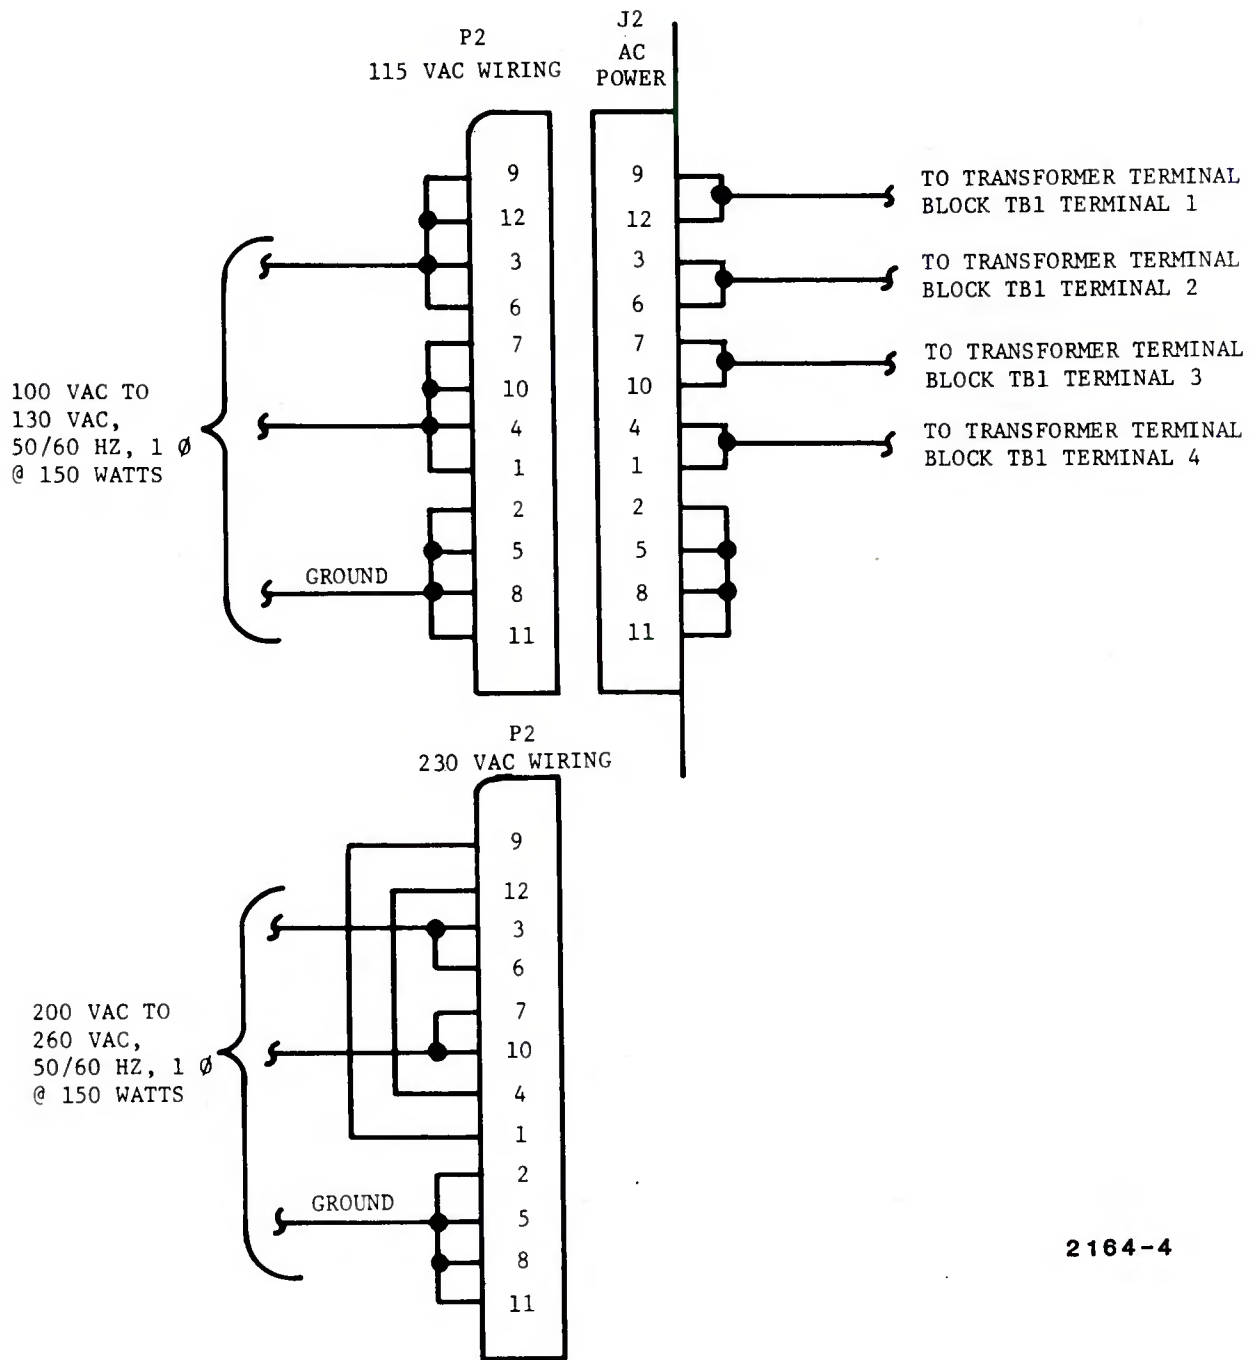 P2
115 VAC WIRING
J2
AC
POWER
9
12
3
6
7
10
4
1
2
5
8
11
9
12
3
6
7
10
4
1
2
5
8
11
100 VAC TO
130 VAC,
50/60 HZ, 1 Ø
@ 150 WATTS
GROUND
TO TRANSFORMER TERMINAL
BLOCK TB1 TERMINAL 1
TO TRANSFORMER TERMINAL
BLOCK TB1 TERMINAL 2
TO TRANSFORMER TERMINAL
BLOCK TB1 TERMINAL 3
TO TRANSFORMER TERMINAL
BLOCK TB1 TERMINAL 4
P2
230 VAC WIRING
9
12
3
6
7
10
4
1
2
5
8
11
200 VAC TO
260 VAC,
50/60 HZ, 1 Ø
@ 150 WATTS
GROUND
2164-4